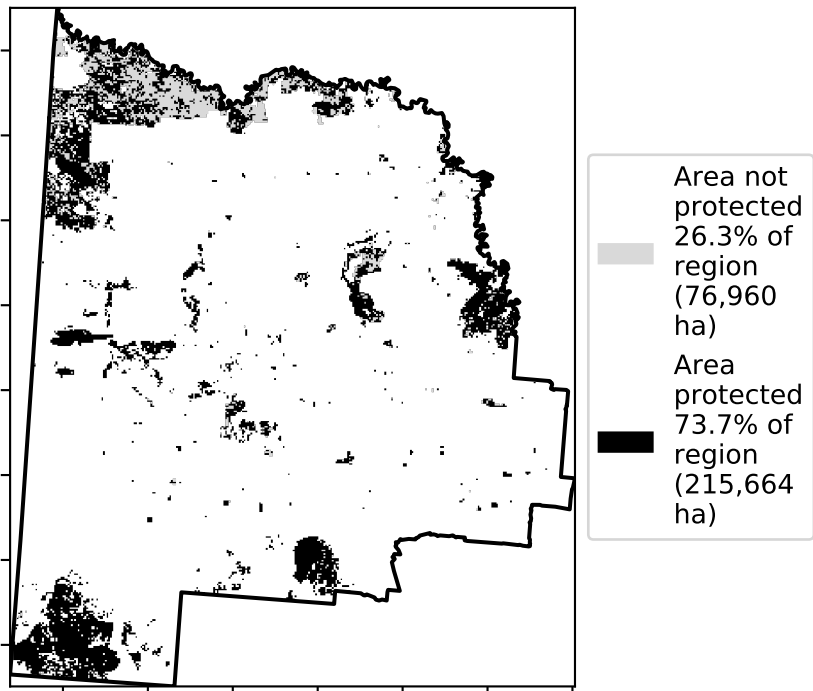 Area not
protected
26.3% of
region
(76,960
ha)
Area
protected
73.7% of
region
(215,664
ha)